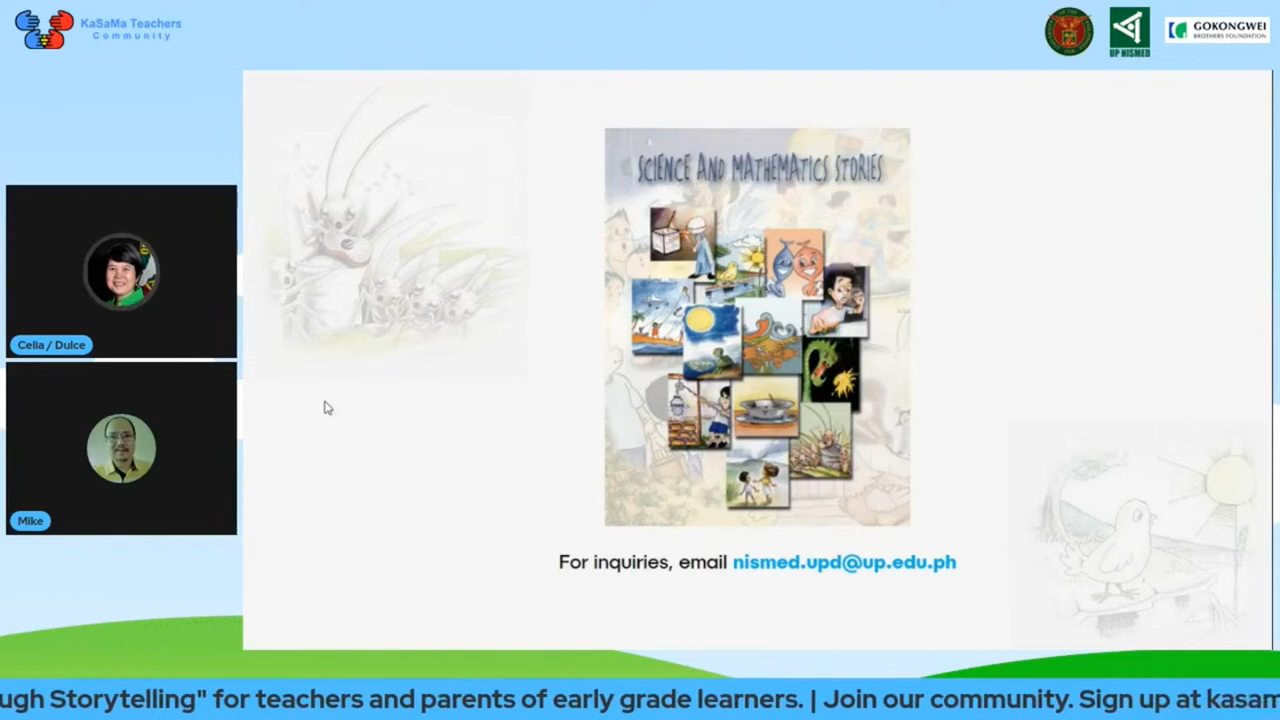 KaSaMa Teachers
Community
UP NISMED
GOKONGWEI
BROTHERS FOUNDATION
SCIENCE AND MATHEMATICS STORIES
Celia / Dulce
Mike
For inquiries, email nismed.upd@up.edu.ph
ugh Storytelling" for teachers and parents of early grade learners. | Join our community. Sign up at kasam